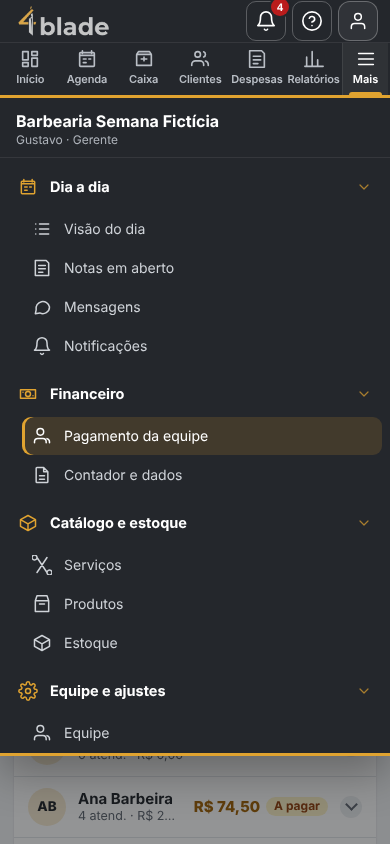 4blade
4
Início
Agenda
Caixa
Clientes
Despesas
Relatórios
Mais
Barbearia Semana Fictícia
Gustavo · Gerente
Dia a dia
Visão do dia
Notas em aberto
Mensagens
Notificações
Financeiro
Pagamento da equipe
Contador e dados
Catálogo e estoque
Serviços
Produtos
Estoque
Equipe e ajustes
Equipe
AB
Ana Barbeira
R$ 74,50
A pagar
4 atend. · R$ 2...